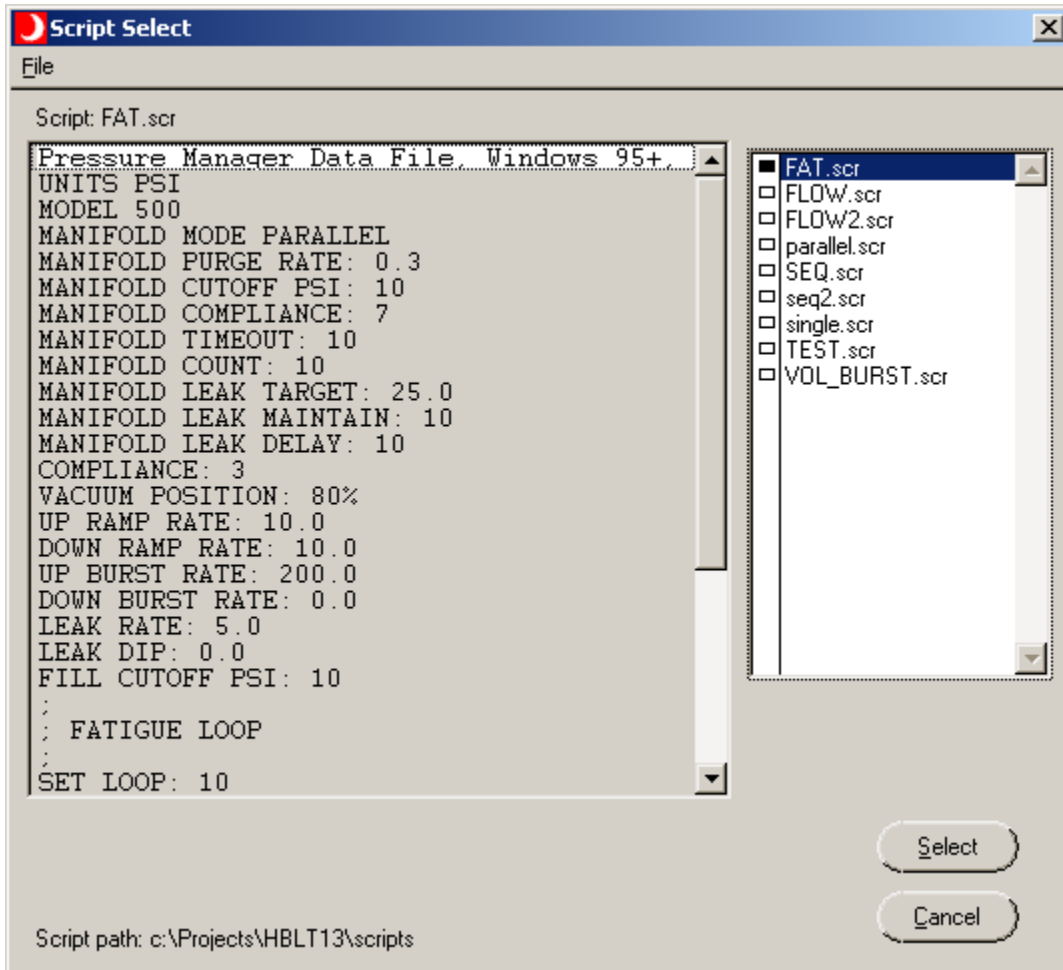 Script Select
File
Script: FAT.scr
Pressure Manager Data File, Windows 95+,
UNITS PSI
MODEL 500
MANIFOLD MODE PARALLEL
MANIFOLD PURGE RATE: 0.3
MANIFOLD CUTOFF PSI: 10
MANIFOLD COMPLIANCE: 7
MANIFOLD TIMEOUT: 10
MANIFOLD COUNT: 10
MANIFOLD LEAK TARGET: 25.0
MANIFOLD LEAK MAINTAIN: 10
MANIFOLD LEAK DELAY: 10
COMPLIANCE: 3
VACUUM POSITION: 80%
UP RAMP RATE: 10.0
DOWN RAMP RATE: 10.0
UP BURST RATE: 200.0
DOWN BURST RATE: 0.0
LEAK RATE: 5.0
LEAK DIP: 0.0
FILL CUTOFF PSI: 10
;
; FATIGUE LOOP
;
SET LOOP: 10
FAT.scr
FLOW.scr
FLOW2.scr
parallel.scr
SEQ.scr
seq2.scr
single.scr
TEST.scr
VOL_BURST.scr
Select
Cancel
Script path: c:\Projects\HBLT13\scripts